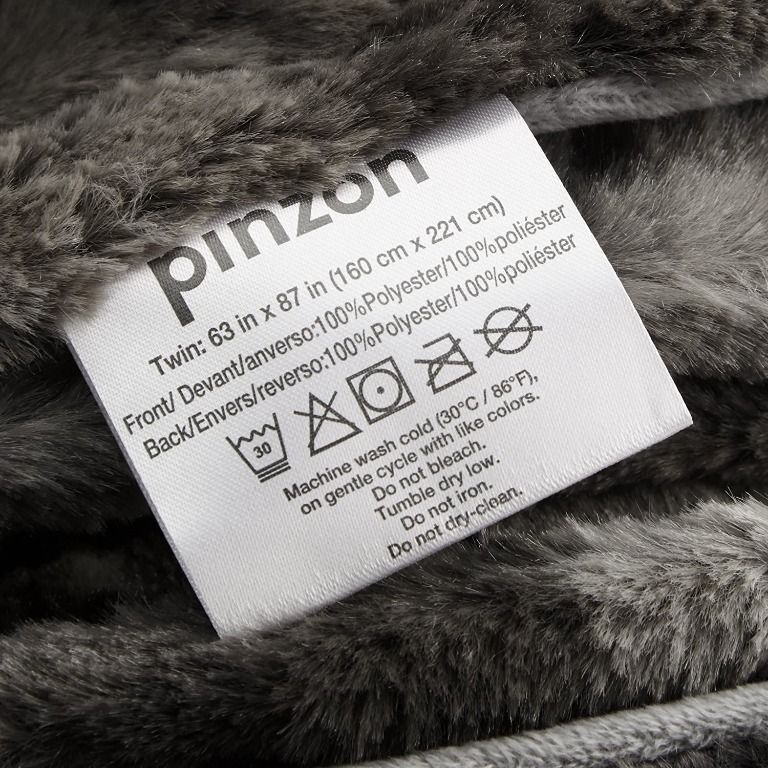 pinzon
Twin: 63 in x 87 in (160 cm x 221 cm)
Front/ Devant/anverso:100%Polyester/100%poliéster
Back/Envers/reverso:100%Polyester/100%poliéster
30
Machine wash cold (30°C / 86°F),
on gentle cycle with like colors.
Do not bleach.
Tumble dry low.
Do not iron.
Do not dry-clean.